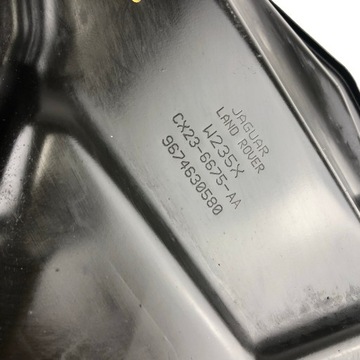 JAGUAR
LAND ROVER
W235X
CX23-6675-AA
9674630580